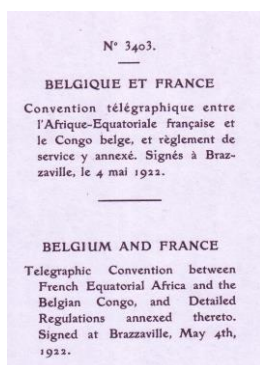 N° 3403.
BELGIQUE ET FRANCE
Convention télégraphique entre
l'Afrique-Equatoriale française et
le Congo belge, et règlement de
service y annexé. Signés à Braz-
zaville, le 4 mai 1922.
BELGIUM AND FRANCE
Telegraphic Convention between
French Equatorial Africa and the
Belgian Congo, and Detailed
Regulations annexed thereto.
Signed at Brazzaville, May 4th,
1922.